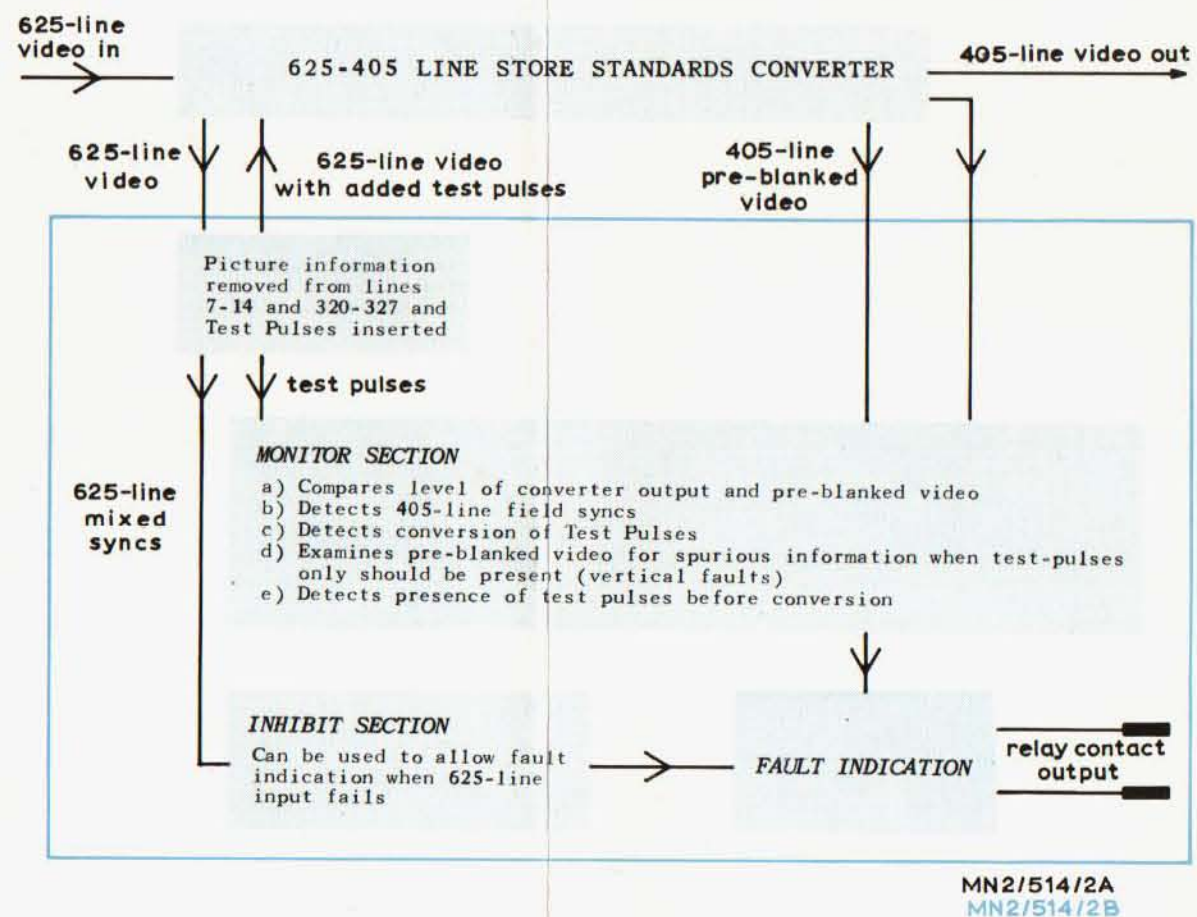 625-line
video in
625-405 LINE STORE STANDARDS CONVERTER
405-line video out
625-line
video
625-line video
with added test pulses
405-line
pre-blanked
video
Picture information
removed from lines
7-14 and 320-327 and
Test Pulses inserted
test pulses
625-line
mixed
syncs
MONITOR SECTION
a) Compares level of converter output and pre-blanked video
b) Detects 405-line field syncs
c) Detects conversion of Test Pulses
d) Examines pre-blanked video for spurious information when test-pulses
only should be present (vertical faults)
e) Detects presence of test pulses before conversion
INHIBIT SECTION
Can be used to allow fault
indication when 625-line
input fails
FAULT INDICATION
relay contact
output
MN2/514/2A
MN2/514/2B